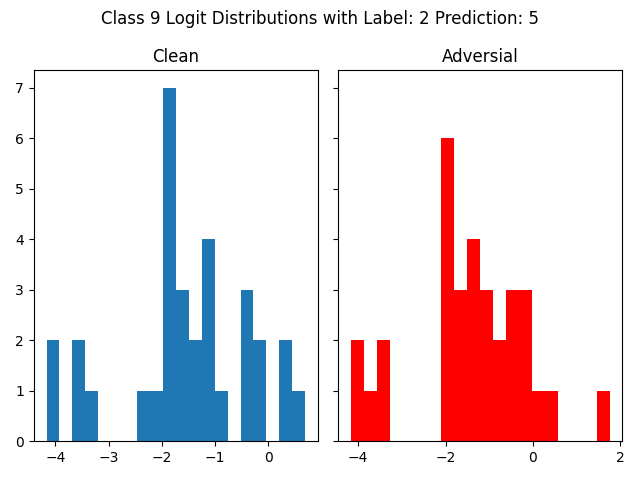 Class 9 Logit Distributions with Label: 2 Prediction: 5
Clean
Adversial
7
6
5
4
3
2
1
0
−4 −3 −2 −1 0
−4 −2 0 2